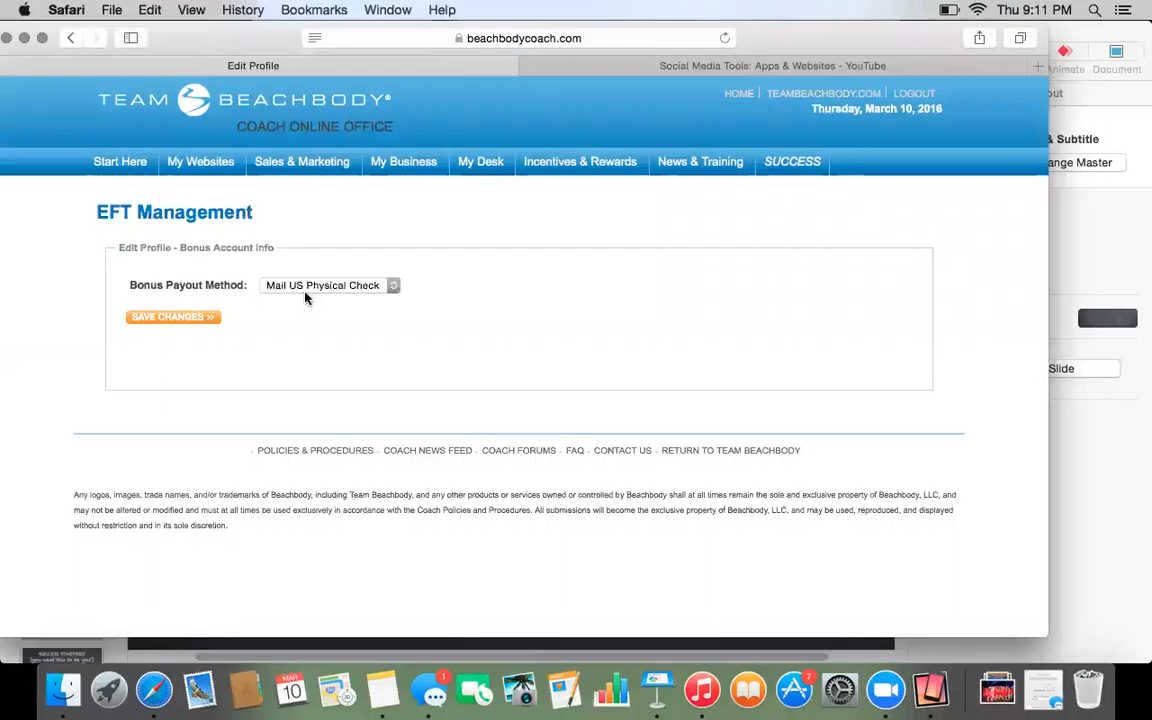 Safari File Edit View History Bookmarks Window Help Thu 9:11 PM
beachbodycoach.com
Animate Document
Edit Profile Social Media Tools: Apps & Websites - YouTube
TEAM BEACHBODY®
COACH ONLINE OFFICE
HOME | TEAMBEACHBODY.COM | LOGOUT
Thursday, March 10, 2016
out
& Subtitle
ange Master
Start Here My Websites Sales & Marketing My Business My Desk Incentives & Rewards News & Training SUCCESS
EFT Management
Edit Profile - Bonus Account Info
Bonus Payout Method: Mail US Physical Check
SAVE CHANGES >>
Slide
POLICIES & PROCEDURES COACH NEWS FEED COACH FORUMS FAQ CONTACT US RETURN TO TEAM BEACHBODY
Any logos, images, trade names, and/or trademarks of Beachbody, including Team Beachbody, and any other products or services owned or controlled by Beachbody shall at all times remain the sole and exclusive property of Beachbody, LLC, and
may not be altered or modified and must at all times be used exclusively in accordance with the Coach Policies and Procedures. All submissions will become the exclusive property of Beachbody, LLC, and may be used, reproduced, and displayed
without restriction and in its sole discretion.
MAR
10
1
7